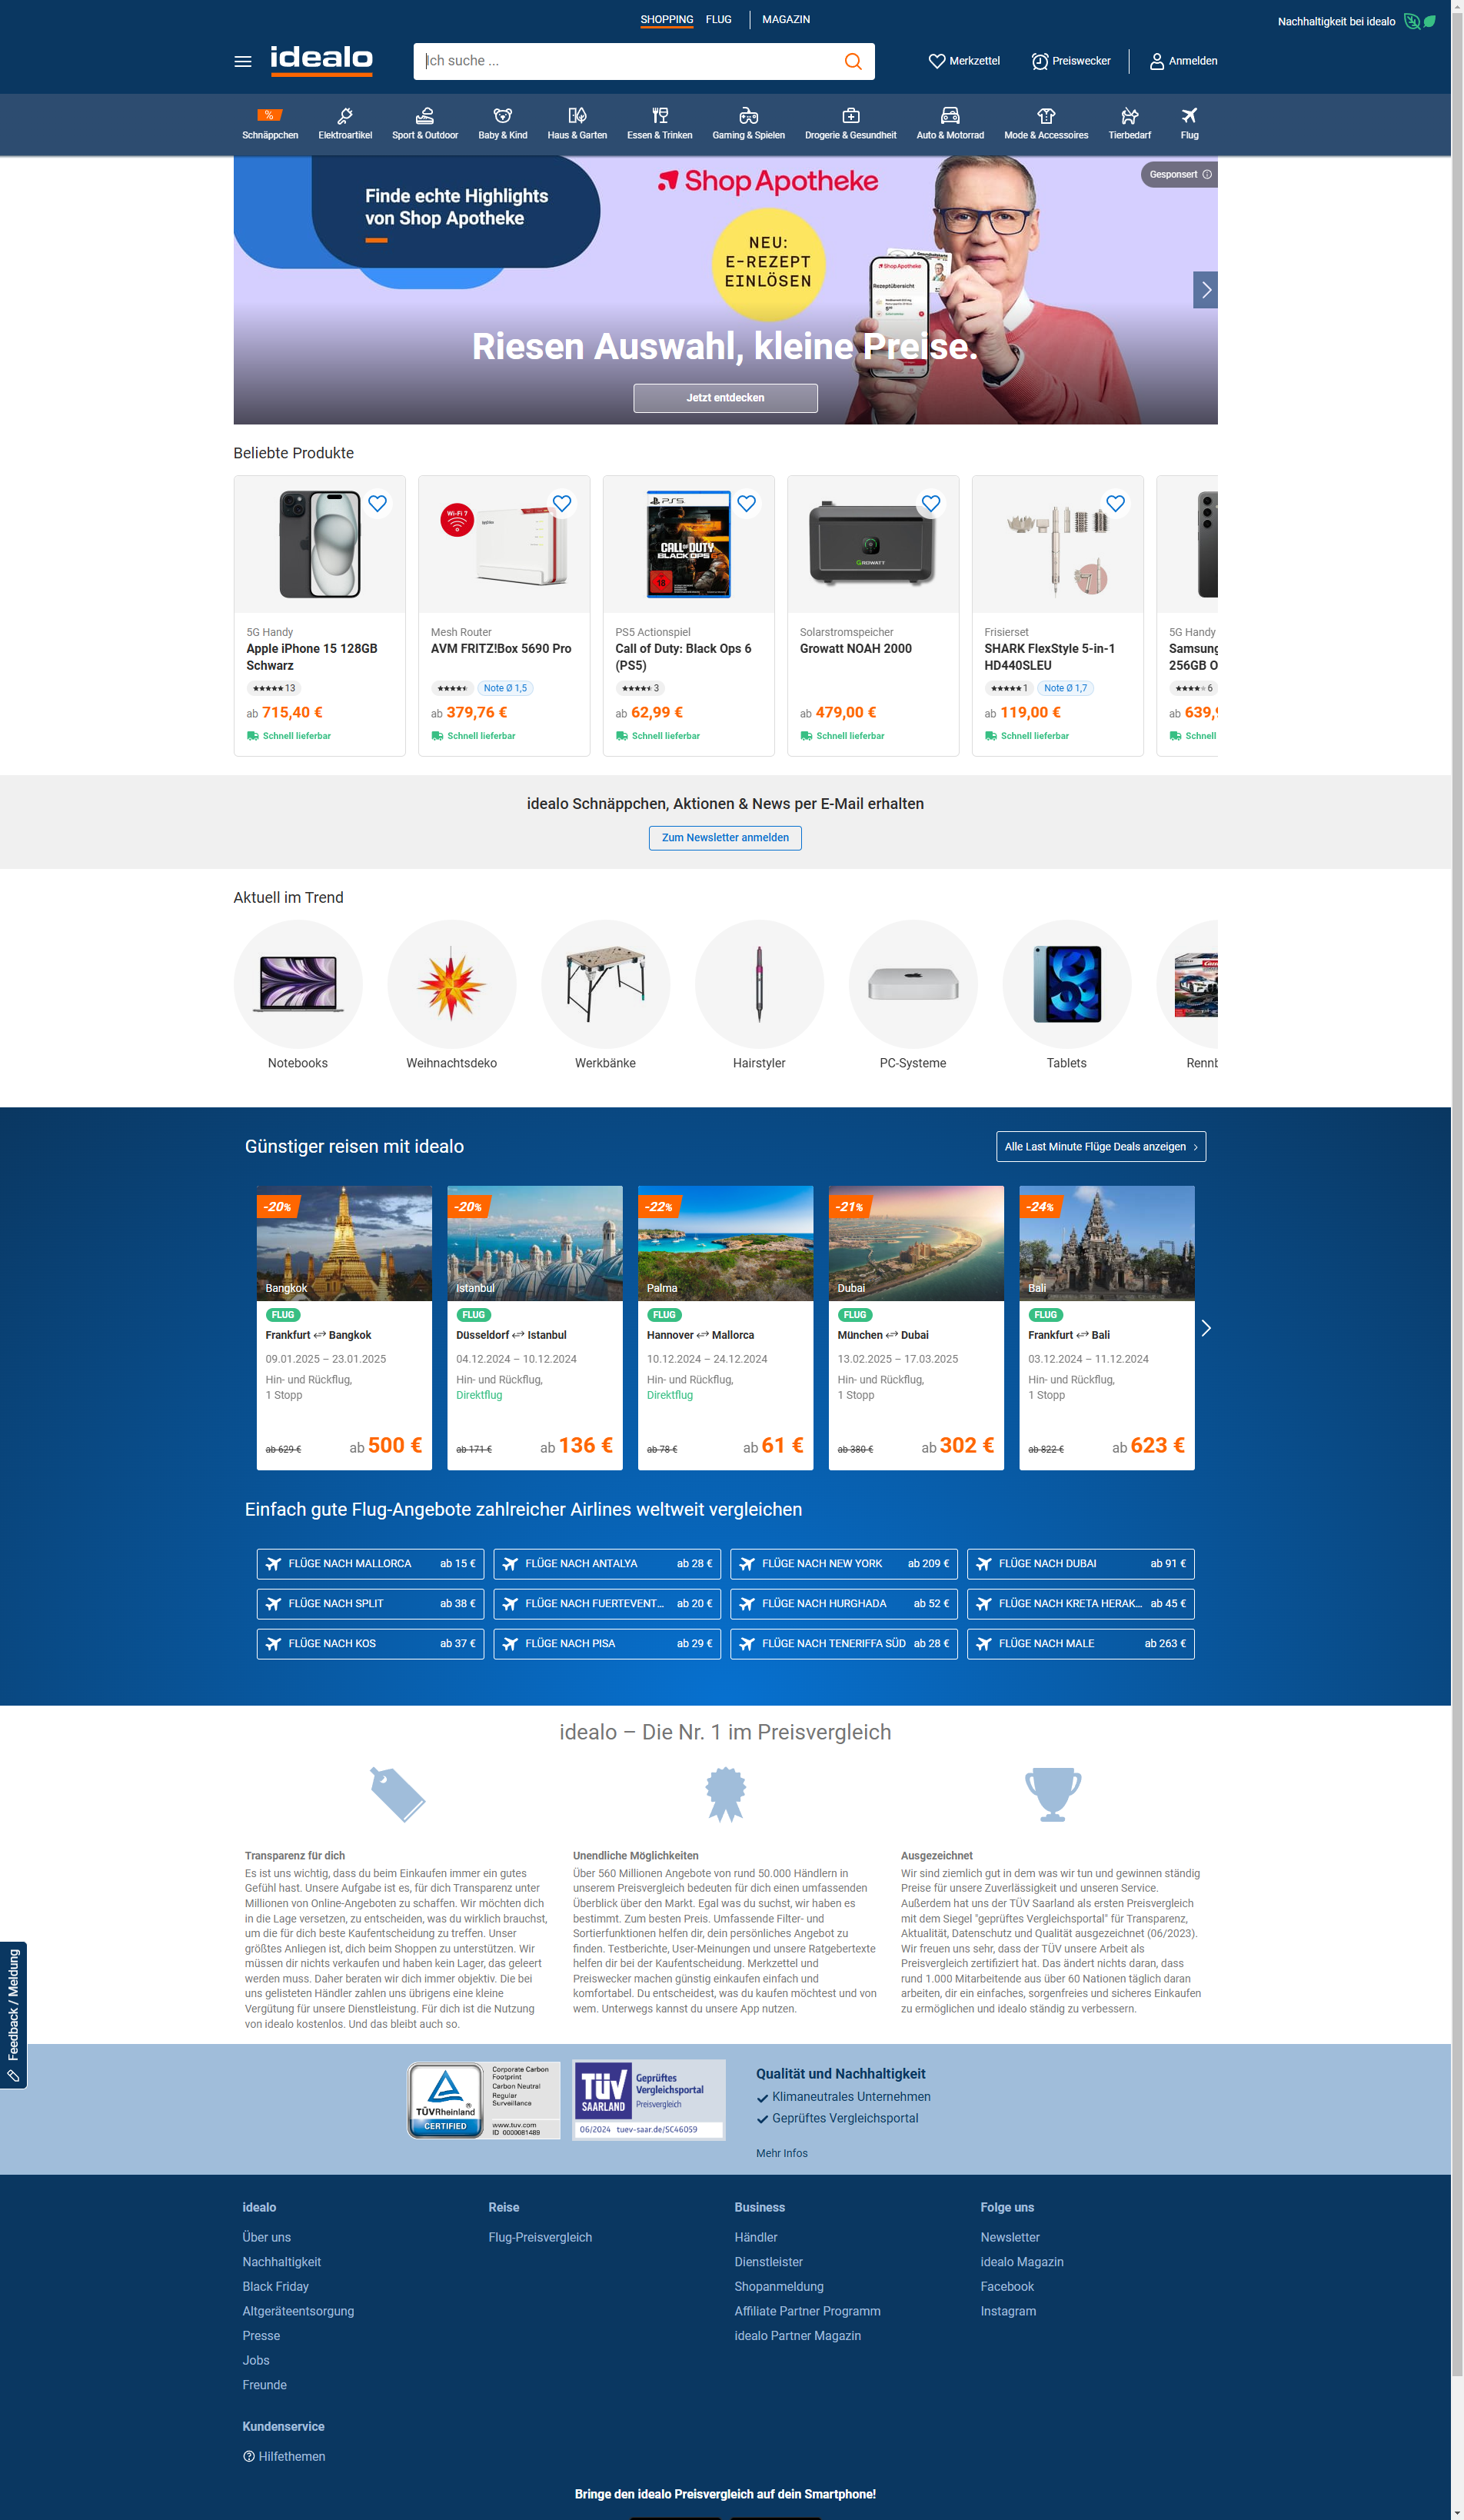 SHOPPING FLUG MAGAZIN
Nachhaltigkeit bei idealo
idealo
Ich suche ...
Merkzettel
Preiswecker
Anmelden
%
Schnäppchen
Elektroartikel
Sport & Outdoor
Baby & Kind
Haus & Garten
Essen & Trinken
Gaming & Spielen
Drogerie & Gesundheit
Auto & Motorrad
Mode & Accessoires
Tierbedarf
Flug
Finde echte Highlights
von Shop Apotheke
Shop Apotheke
Gesponsert
NEU:
E-REZEPT
EINLÖSEN
ShopApotheke
Rezeptübersicht
Riesen Auswahl, kleine Preise.
Jetzt entdecken
Beliebte Produkte
5G Handy
Apple iPhone 15 128GB
Schwarz
13
ab 715,40 €
Schnell lieferbar
Wi-Fi 7
Mesh Router
AVM FRITZ!Box 5690 Pro
Note Ø 1,5
ab 379,76 €
Schnell lieferbar
PS5
CALL OF DUTY
BLACK OPS 6
18
PS5 Actionspiel
Call of Duty: Black Ops 6
(PS5)
3
ab 62,99 €
Schnell lieferbar
GROWATT
Solarstromspeicher
Growatt NOAH 2000
ab 479,00 €
Schnell lieferbar
Frisierset
SHARK FlexStyle 5-in-1
HD440SLEU
1 Note Ø 1,7
ab 119,00 €
Schnell lieferbar
5G Handy
Samsung
256GB O
6
ab 639,9
Schnell
idealo Schnäppchen, Aktionen & News per E-Mail erhalten
Zum Newsletter anmelden
Aktuell im Trend
Notebooks
Weihnachtsdeko
Werkbänke
Hairstyler
PC-Systeme
Tablets
Rennb
Günstiger reisen mit idealo
Alle Last Minute Flüge Deals anzeigen
-20%
Bangkok
FLUG
Frankfurt Bangkok
09.01.2025 – 23.01.2025
Hin- und Rückflug,
1 Stopp
ab 629 € ab 500 €
-20%
Istanbul
FLUG
Düsseldorf Istanbul
04.12.2024 – 10.12.2024
Hin- und Rückflug,
Direktflug
ab 171 € ab 136 €
-22%
Palma
FLUG
Hannover Mallorca
10.12.2024 – 24.12.2024
Hin- und Rückflug,
Direktflug
ab 78 € ab 61 €
-21%
Dubai
FLUG
München Dubai
13.02.2025 – 17.03.2025
Hin- und Rückflug,
1 Stopp
ab 380 € ab 302 €
-24%
Bali
FLUG
Frankfurt Bali
03.12.2024 – 11.12.2024
Hin- und Rückflug,
1 Stopp
ab 822 € ab 623 €
Einfach gute Flug-Angebote zahlreicher Airlines weltweit vergleichen
FLÜGE NACH MALLORCA ab 15 €
FLÜGE NACH ANTALYA ab 28 €
FLÜGE NACH NEW YORK ab 209 €
FLÜGE NACH DUBAI ab 91 €
FLÜGE NACH SPLIT ab 38 €
FLÜGE NACH FUERTEVENT... ab 20 €
FLÜGE NACH HURGHADA ab 52 €
FLÜGE NACH KRETA HERAK... ab 45 €
FLÜGE NACH KOS ab 37 €
FLÜGE NACH PISA ab 29 €
FLÜGE NACH TENERIFFA SÜD ab 28 €
FLÜGE NACH MALE ab 263 €
idealo – Die Nr. 1 im Preisvergleich
Transparenz für dich
Es ist uns wichtig, dass du beim Einkaufen immer ein gutes
Gefühl hast. Unsere Aufgabe ist es, für dich Transparenz unter
Millionen von Online-Angeboten zu schaffen. Wir möchten dich
in die Lage versetzen, zu entscheiden, was du wirklich brauchst,
um die für dich beste Kaufentscheidung zu treffen. Unser
größtes Anliegen ist, dich beim Shoppen zu unterstützen. Wir
müssen dir nichts verkaufen und haben kein Lager, das geleert
werden muss. Daher beraten wir dich immer objektiv. Die bei
uns gelisteten Händler zahlen uns übrigens eine kleine
Vergütung für unsere Dienstleistung. Für dich ist die Nutzung
von idealo kostenlos. Und das bleibt auch so.
Unendliche Möglichkeiten
Über 560 Millionen Angebote von rund 50.000 Händlern in
unserem Preisvergleich bedeuten für dich einen umfassenden
Überblick über den Markt. Egal was du suchst, wir haben es
bestimmt. Zum besten Preis. Umfassende Filter- und
Sortierfunktionen helfen dir, dein persönliches Angebot zu
finden. Testberichte, User-Meinungen und unsere Ratgebertexte
helfen dir bei der Kaufentscheidung. Merkzettel und
Preiswecker machen günstig einkaufen einfach und
komfortabel. Du entscheidest, was du kaufen möchtest und von
wem. Unterwegs kannst du unsere App nutzen.
Ausgezeichnet
Wir sind ziemlich gut in dem was wir tun und gewinnen ständig
Preise für unsere Zuverlässigkeit und unseren Service.
Außerdem hat uns der TÜV Saarland als ersten Preisvergleich
mit dem Siegel "geprüftes Vergleichsportal" für Transparenz,
Aktualität, Datenschutz und Qualität ausgezeichnet (06/2023).
Wir freuen uns sehr, dass der TÜV unsere Arbeit als
Preisvergleich zertifiziert hat. Das ändert nichts daran, dass
rund 1.000 Mitarbeitende aus über 60 Nationen täglich daran
arbeiten, dir ein einfaches, sorgenfreies und sicheres Einkaufen
zu ermöglichen und idealo ständig zu verbessern.
Feedback / Meldung
TÜVRheinland
CERTIFIED
Corporate Carbon
Footprint
Carbon Neutral
Regular
Surveillance
www.tuv.com
ID 0000081489
TÜV
SAARLAND
Geprüftes
Vergleichsportal
Preisvergleich
06/2024 tuev-saar.de/SC46059
Qualität und Nachhaltigkeit
Klimaneutrales Unternehmen
Geprüftes Vergleichsportal
Mehr Infos
idealo
Über uns
Nachhaltigkeit
Black Friday
Altgeräteentsorgung
Presse
Jobs
Freunde
Kundenservice
Hilfethemen
Reise
Flug-Preisvergleich
Business
Händler
Dienstleister
Shopanmeldung
Affiliate Partner Programm
idealo Partner Magazin
Folge uns
Newsletter
idealo Magazin
Facebook
Instagram
Bringe den idealo Preisvergleich auf dein Smartphone!